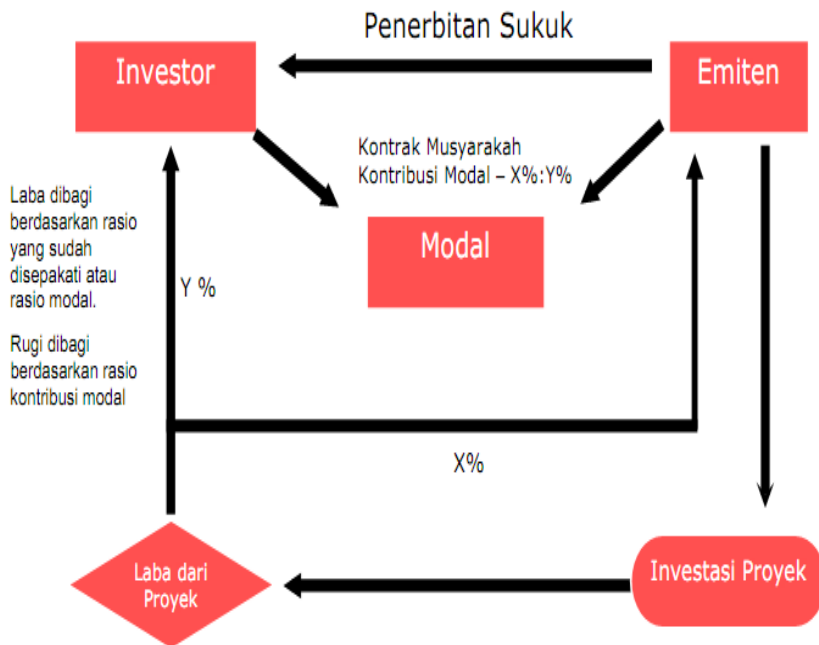 Penerbitan Sukuk
Investor
Emiten
Kontrak Musyarakah
Kontribusi Modal – X%:Y%
Modal
Laba dibagi
berdasarkan rasio
yang sudah
disepakati atau
rasio modal.
Y %
Rugi dibagi
berdasarkan rasio
kontribusi modal
X%
Laba dari
Proyek
Investasi Proyek